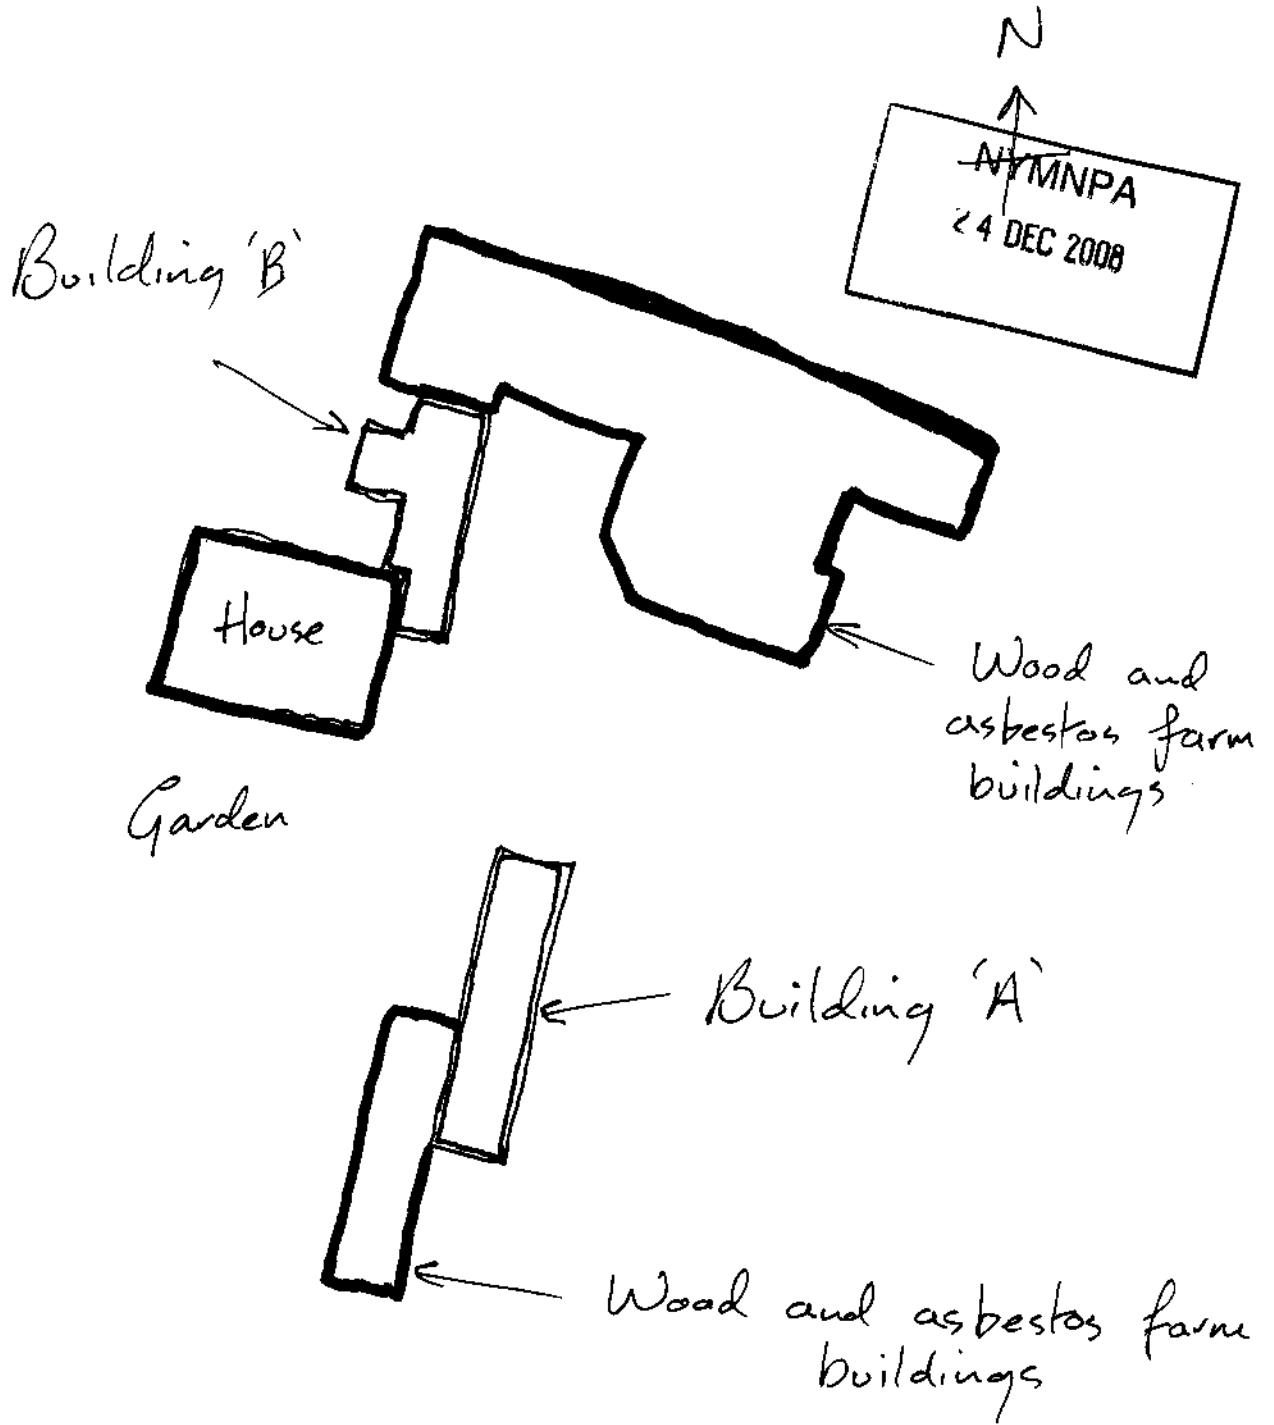 N
NYMNPA
24 DEC 2008
Building 'B'
House
Wood and
asbestos farm
buildings
Garden
Building 'A'
Wood and asbestos farm
buildings